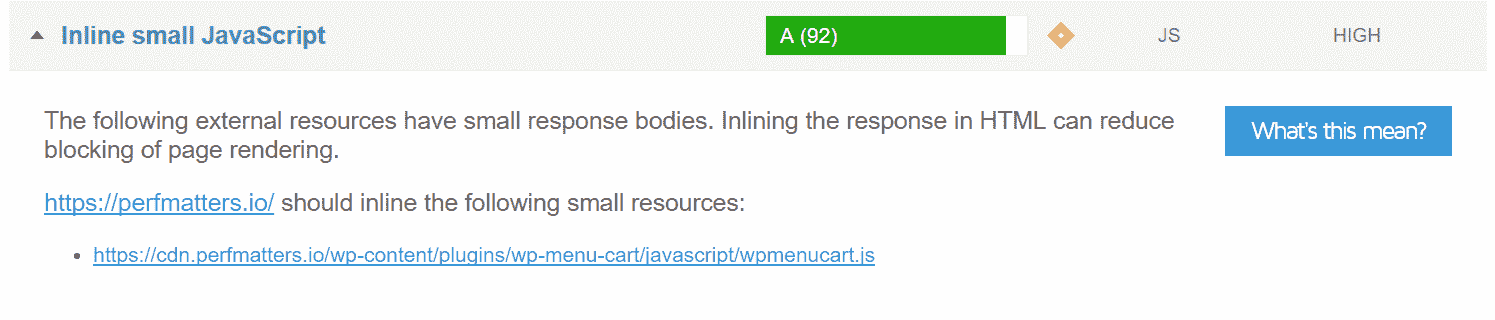 Inline small JavaScript A (92) JS HIGH
The following external resources have small response bodies. Inlining the response in HTML can reduce
blocking of page rendering.
What's this mean?
https://perfmatters.io/ should inline the following small resources:
https://cdn.perfmatters.io/wp-content/plugins/wp-menu-cart/javascript/wpmenucart.js